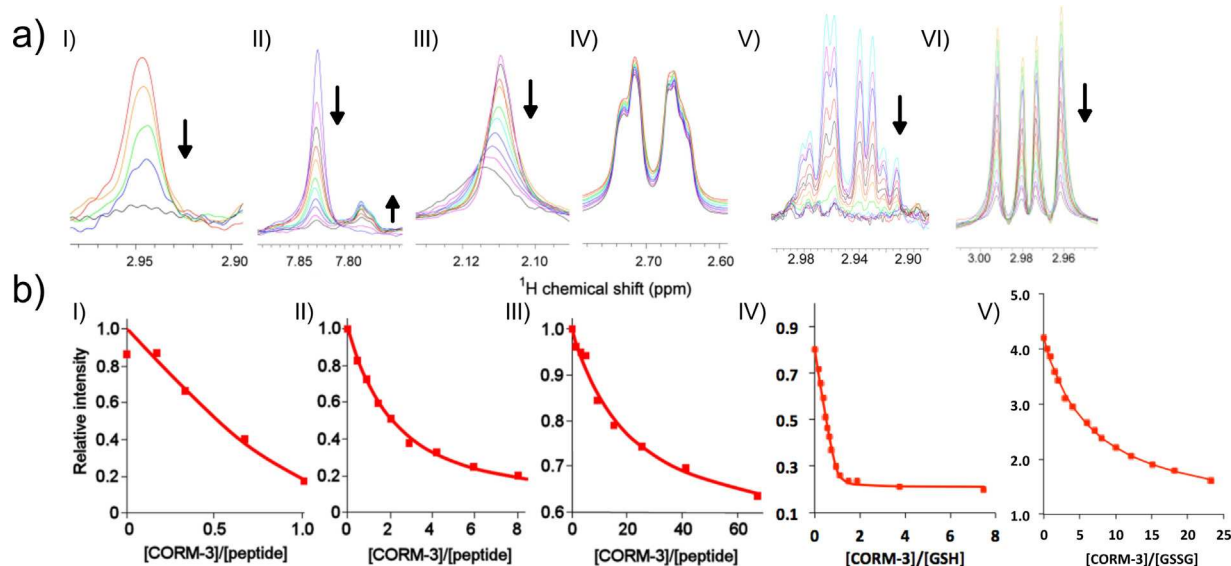 a)
I)
II)
III)
IV)
V)
VI)
2.95 2.90
7.85 7.80
2.12 2.10
2.70 2.60
2.98 2.94 2.90
3.00 2.98 2.96
¹H chemical shift (ppm)
b)
I)
II)
III)
IV)
V)
Relative intensity
1.0
0.8
0.6
0.4
0.2
0.0
0 0.5 1.0
[CORM-3]/[peptide]
1.0
0.8
0.6
0.4
0.2
0.0
0 2 4 6 8
[CORM-3]/[peptide]
1.0
0.9
0.8
0.7
0.6
0 20 40 60
[CORM-3]/[peptide]
0.9
0.7
0.5
0.3
0.1
0 2 4 6 8
[CORM-3]/[GSH]
5.0
4.0
3.0
2.0
1.0
0 5 10 15 20 25
[CORM-3]/[GSSG]